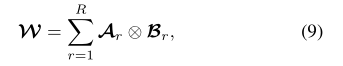 𝓦 = ∑_{r=1}^{R} 𝓐_r ⊗ 𝓑_r, (9)